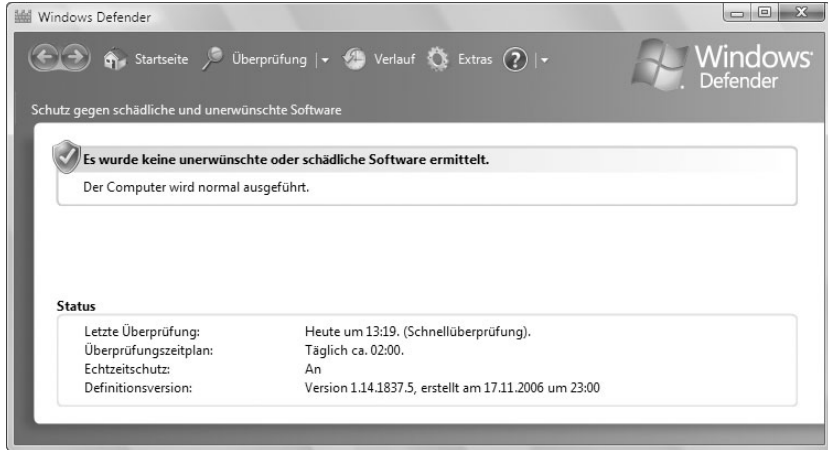 Windows Defender
Startseite Überprüfung Verlauf Extras ?
Windows
Defender
Schutz gegen schädliche und unerwünschte Software
Es wurde keine unerwünschte oder schädliche Software ermittelt.
Der Computer wird normal ausgeführt.
Status
Letzte Überprüfung: Heute um 13:19. (Schnellüberprüfung).
Überprüfungszeitplan: Täglich ca. 02:00.
Echtzeitschutz: An
Definitionsversion: Version 1.14.1837.5, erstellt am 17.11.2006 um 23:00